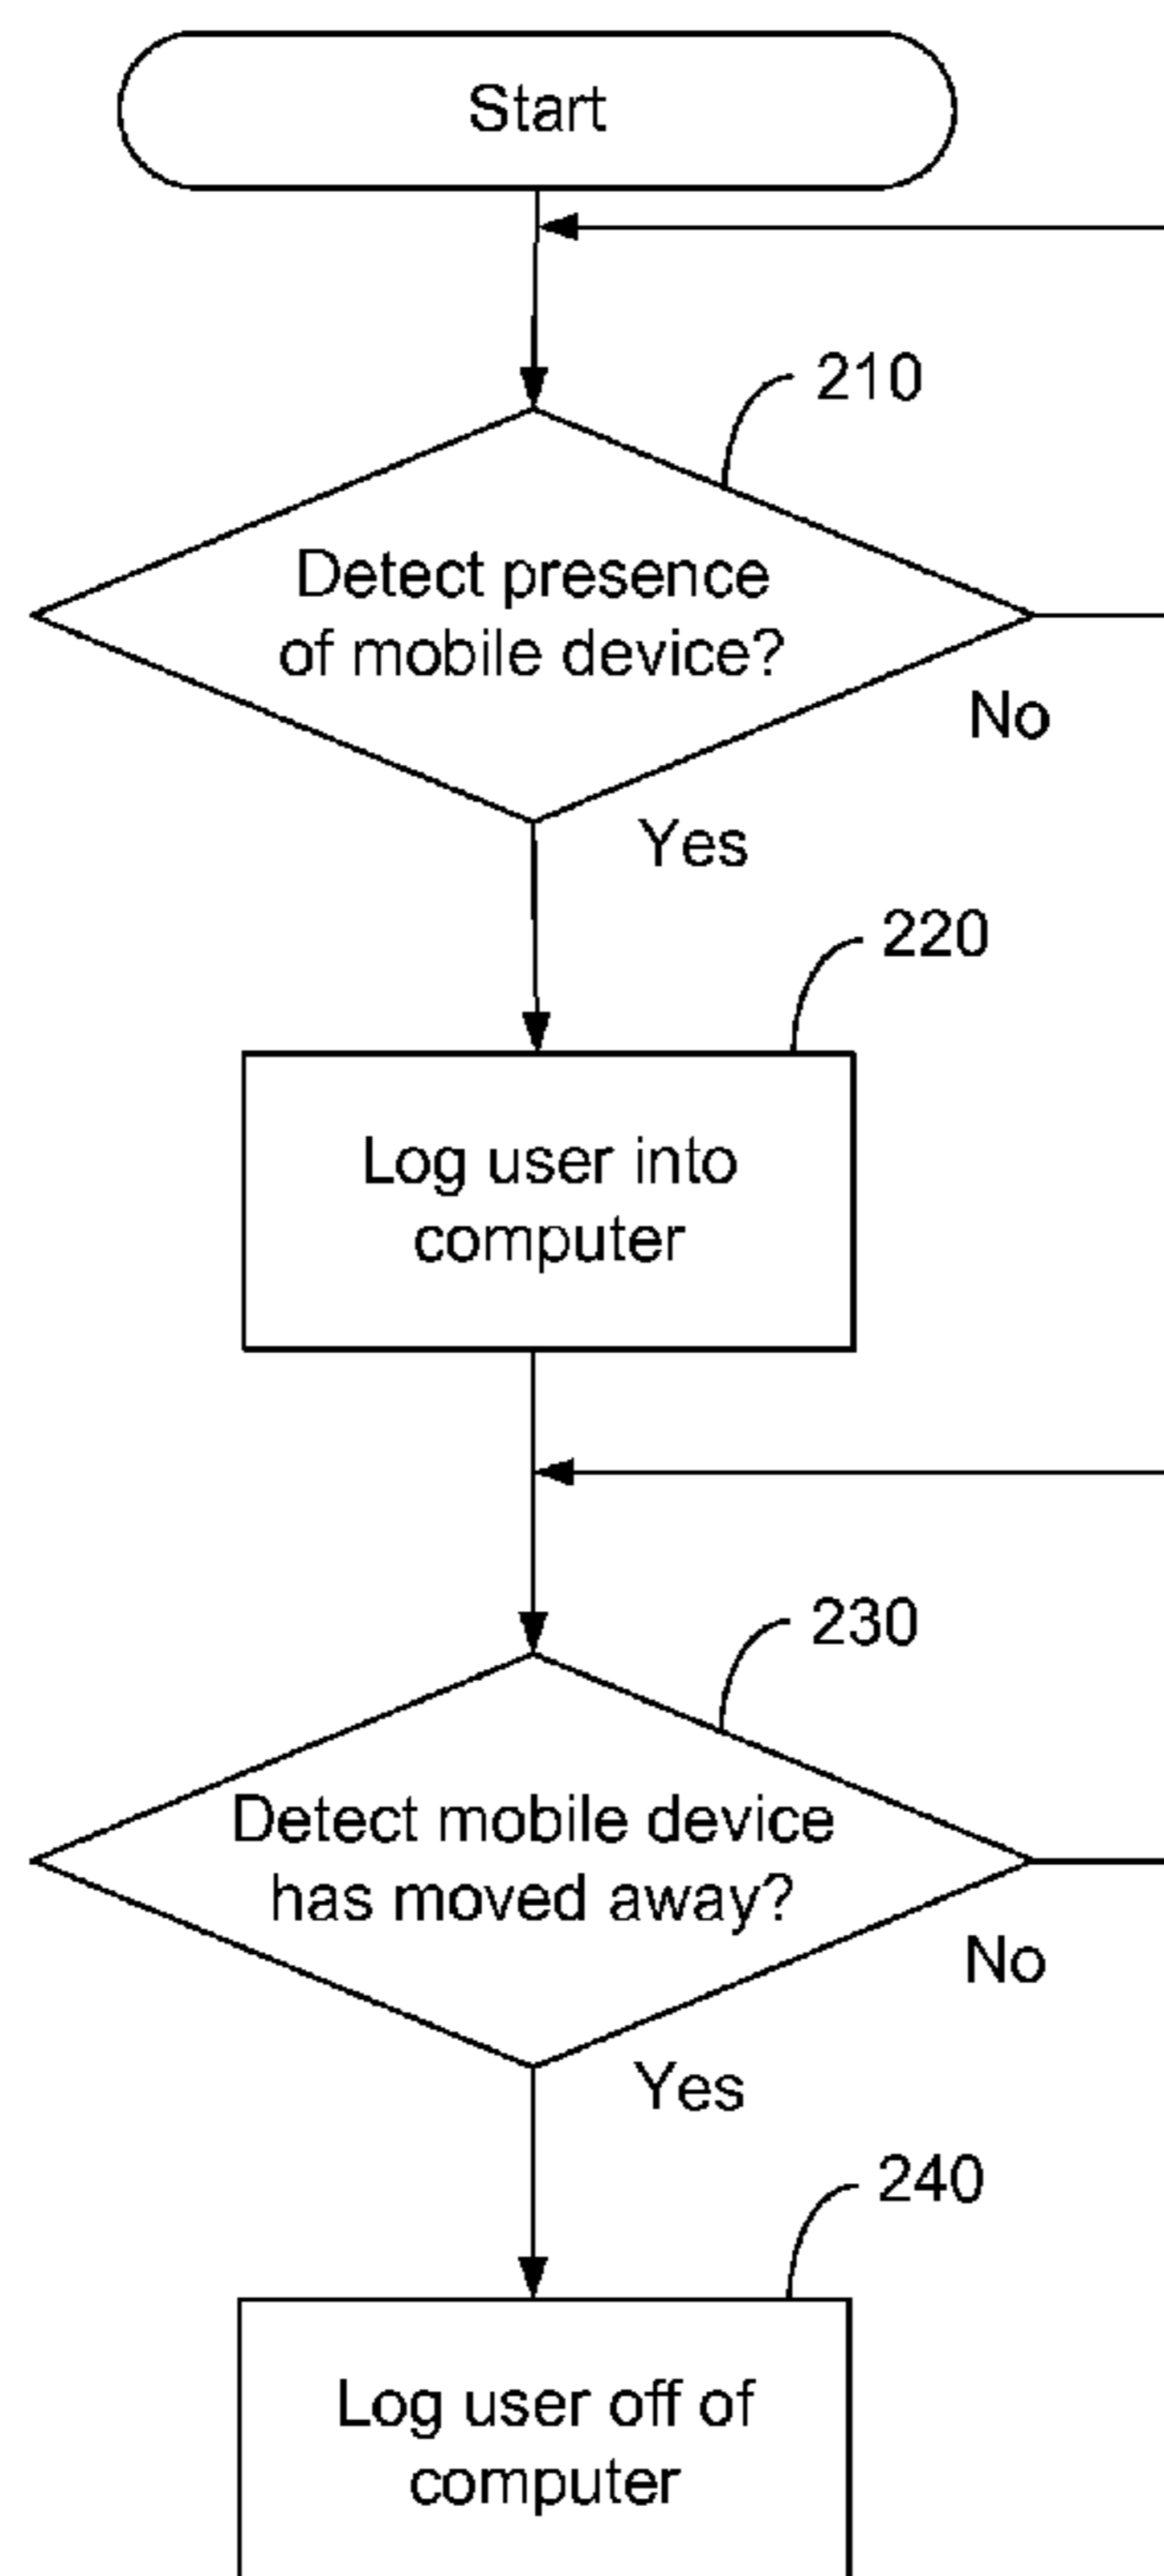 Start
210
Detect presence
of mobile device?
No
Yes
220
Log user into
computer
230
Detect mobile device
has moved away?
No
Yes
240
Log user off of
computer